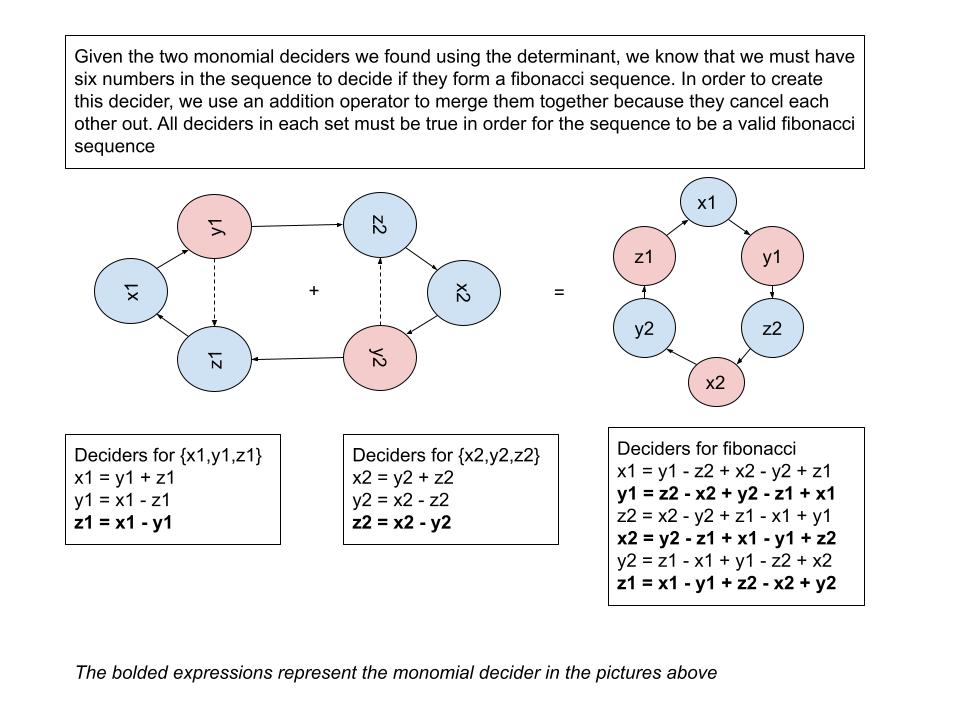 Given the two monomial deciders we found using the determinant, we know that we must have
six numbers in the sequence to decide if they form a fibonacci sequence. In order to create
this decider, we use an addition operator to merge them together because they cancel each
other out. All deciders in each set must be true in order for the sequence to be a valid fibonacci
sequence
y1
z2
x1
+
x2
z1
y2
=
x1
z1
y1
y2
z2
x2
Deciders for {x1,y1,z1}
x1 = y1 + z1
y1 = x1 - z1
z1 = x1 - y1
Deciders for {x2,y2,z2}
x2 = y2 + z2
y2 = x2 - z2
z2 = x2 - y2
Deciders for fibonacci
x1 = y1 - z2 + x2 - y2 + z1
y1 = z2 - x2 + y2 - z1 + x1
z2 = x2 - y2 + z1 - x1 + y1
x2 = y2 - z1 + x1 - y1 + z2
y2 = z1 - x1 + y1 - z2 + x2
z1 = x1 - y1 + z2 - x2 + y2
The bolded expressions represent the monomial decider in the pictures above